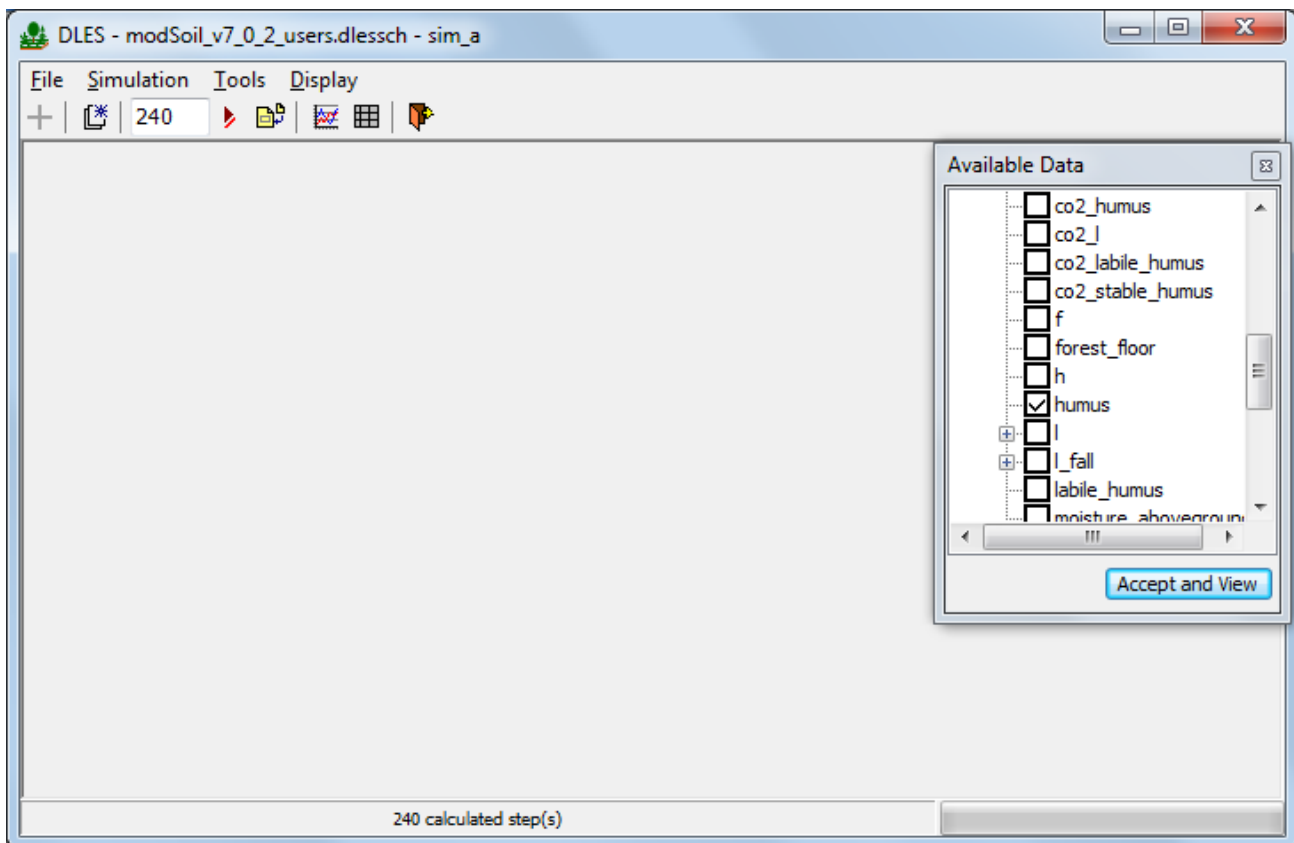 DLES - modSoil_v7_0_2_users.dlessch - sim_a
File Simulation Tools Display
240
Available Data
co2_humus
co2_l
co2_labile_humus
co2_stable_humus
f
forest_floor
h
humus
l
l_fall
labile_humus
moisture_aboveground
Accept and View
240 calculated step(s)